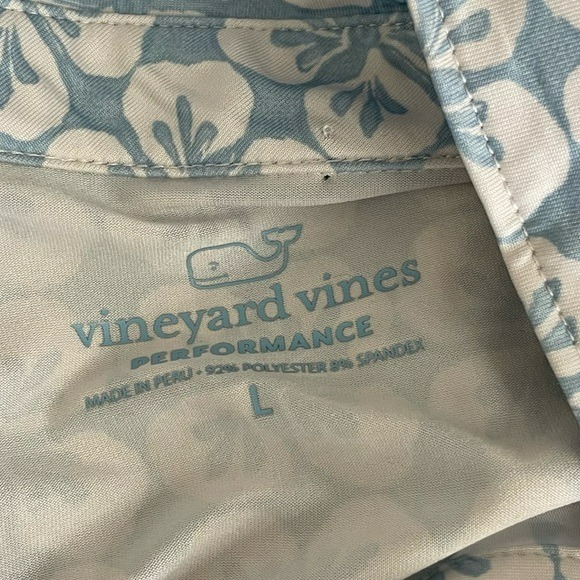 vineyard vines
PERFORMANCE
MADE IN PERU • 92% POLYESTER 8% SPANDEX
L